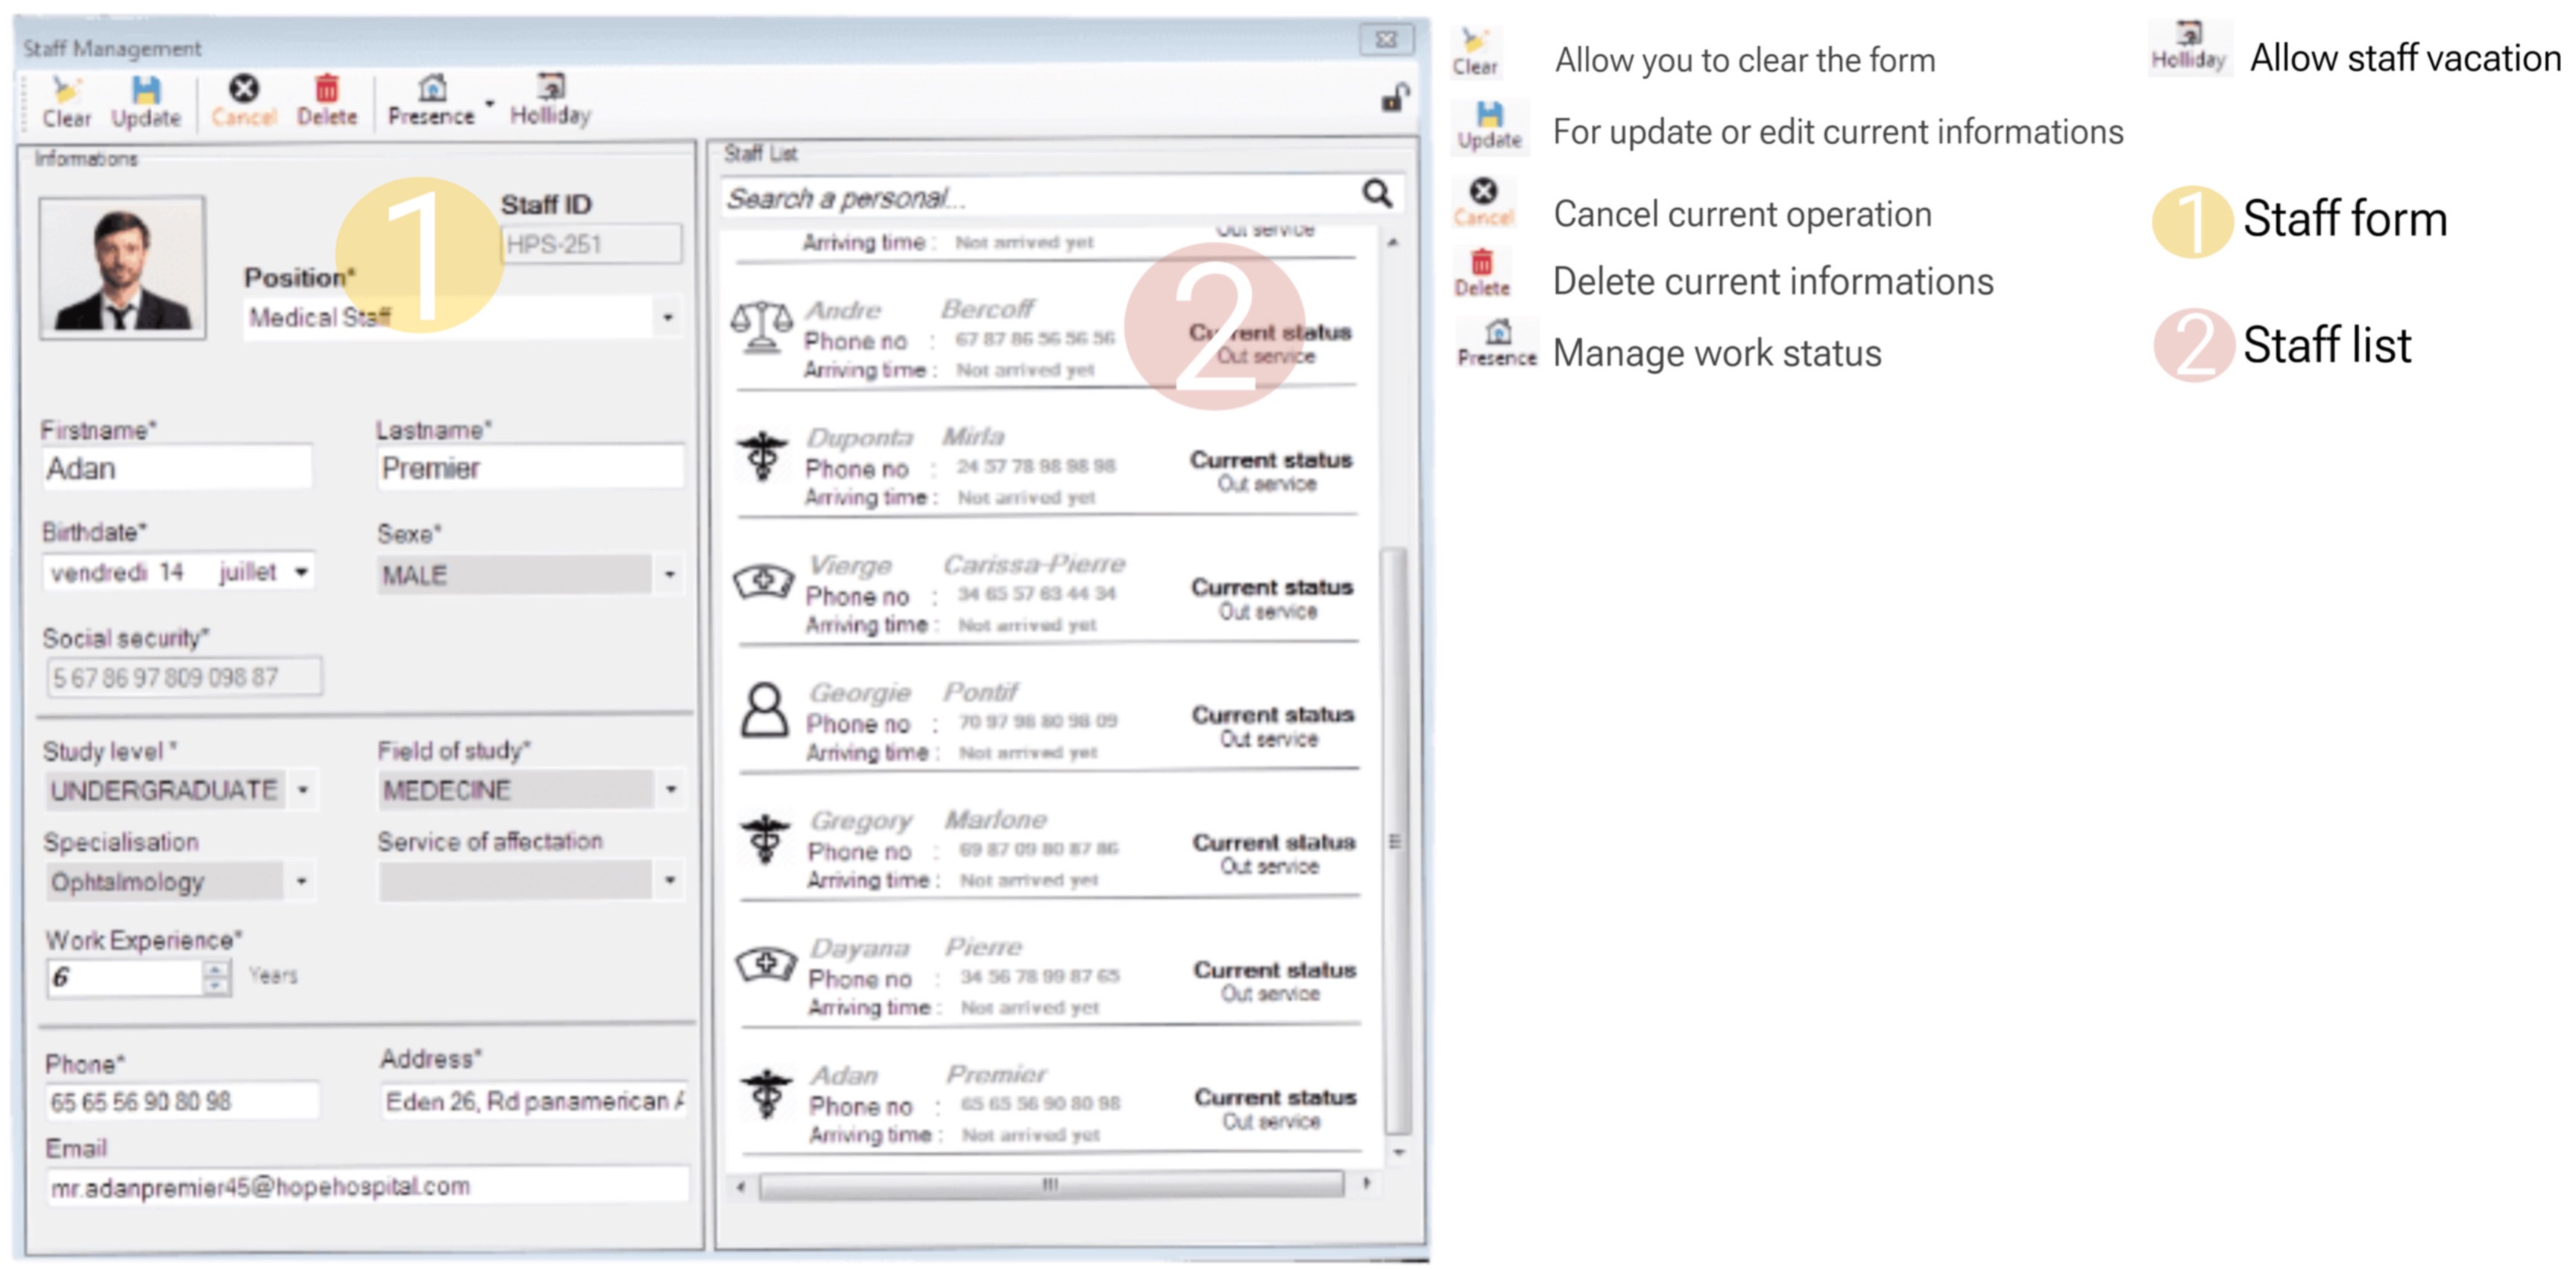 Staff Management
Clear Update Cancel Delete Presence Holliday
Informations
1
Staff ID
HPS-251
Position*
Medical Staff
Firstname* Lastname*
Adan Premier
Birthdate* Sexe*
vendredi 14 juillet MALE
Social security*
5 67 86 97 809 098 87
Study level * Field of study*
UNDERGRADUATE MEDECINE
Specialisation Service of affectation
Ophtalmology
Work Experience*
6 Years
Phone* Address*
65 65 56 90 80 98 Eden 26, Rd panamerican A
Email
mr.adanpremier45@hopehospital.com
Staff List
Search a personal...
Out service
Arriving time : Not arrived yet
2
Andre Bercoff
Phone no : 67 87 86 56 56 56 Current status
Out service
Arriving time : Not arrived yet
Duponta Mirla
Phone no : 24 57 78 98 98 98 Current status
Out service
Arriving time : Not arrived yet
Vierge Carissa-Pierre
Phone no : 34 65 57 63 44 34 Current status
Out service
Arriving time : Not arrived yet
Georgie Pontif
Phone no : 70 97 98 80 98 09 Current status
Out service
Arriving time : Not arrived yet
Gregory Marlone
Phone no : 69 87 09 80 87 86 Current status
Out service
Arriving time : Not arrived yet
Dayana Pierre
Phone no : 34 56 78 99 87 65 Current status
Out service
Arriving time : Not arrived yet
Adan Premier
Phone no : 65 65 56 90 80 98 Current status
Out service
Arriving time : Not arrived yet
Clear Allow you to clear the form
Update For update or edit current informations
Cancel Cancel current operation
Delete Delete current informations
Presence Manage work status
Holliday Allow staff vacation
1 Staff form
2 Staff list